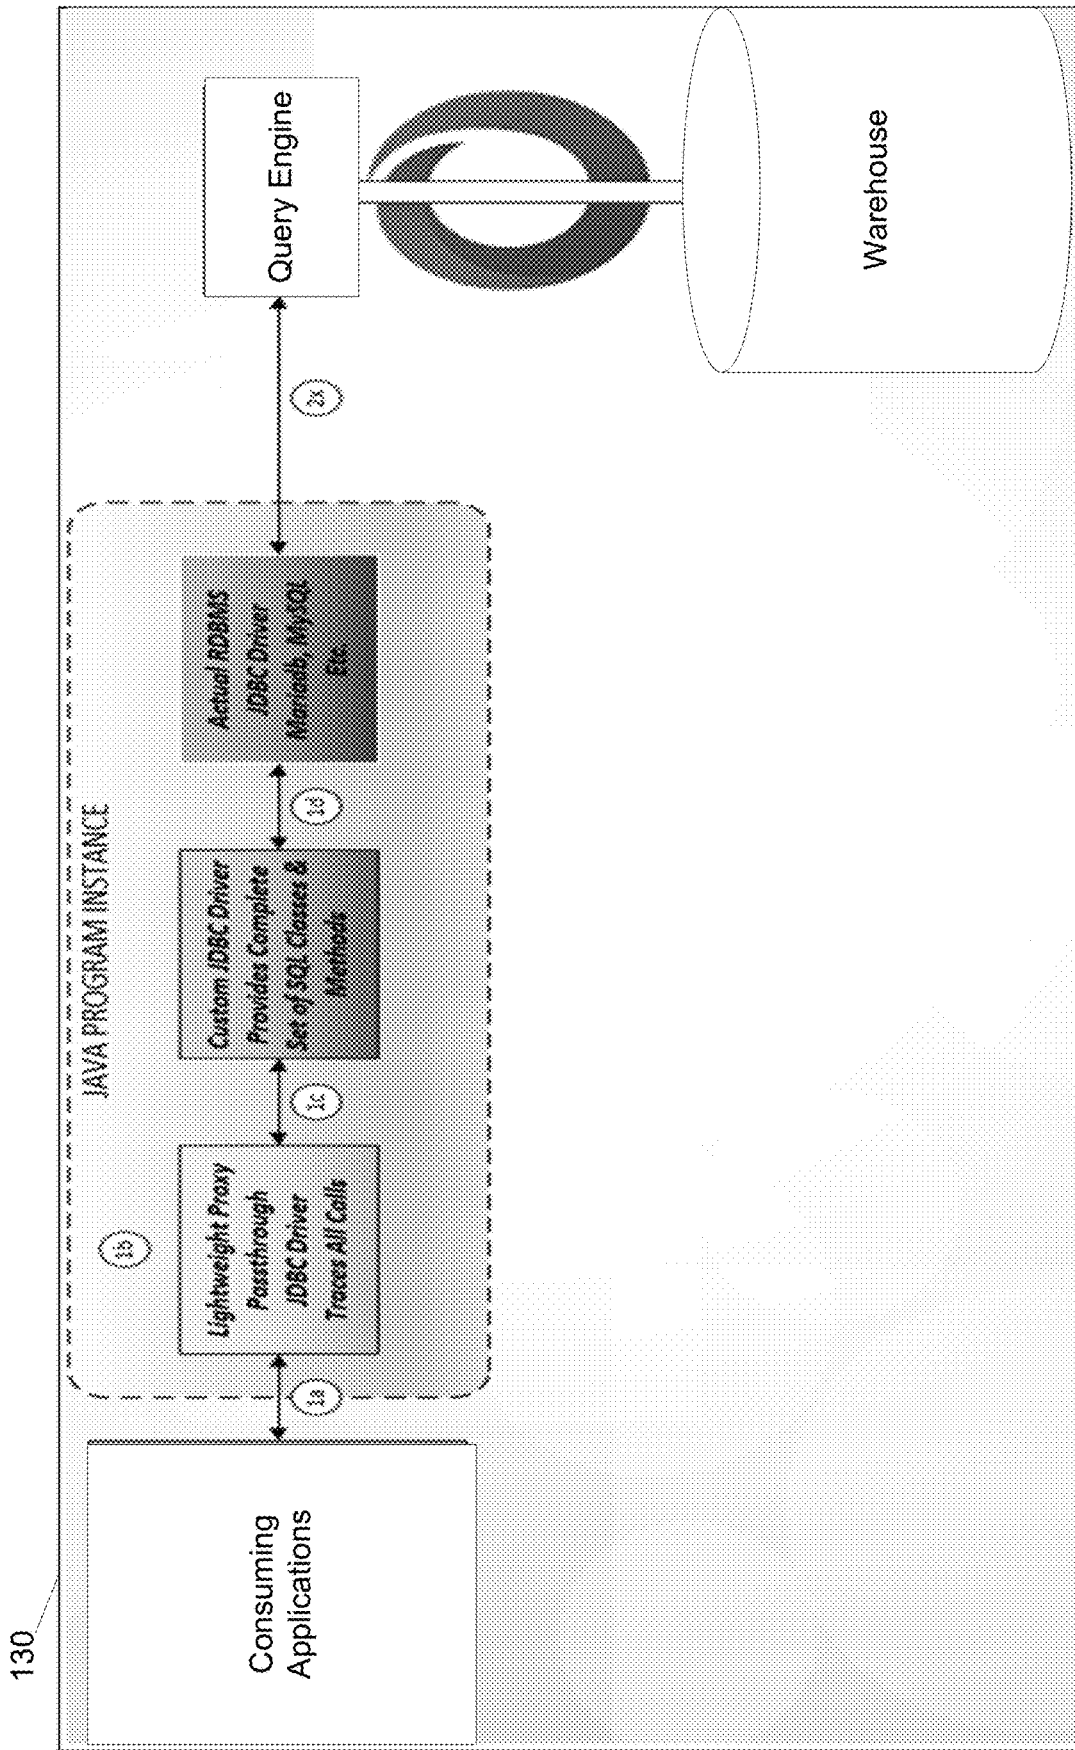 130
Consuming
Applications
JAVA PROGRAM INSTANCE
1a
1b
Lightweight Proxy
Passthrough
JDBC Driver
Traces All Calls
1c
Custom JDBC Driver
Provides Complete
Set of SQL Classes &
Methods
1d
Actual RDBMS
JDBC Driver
Mariadb, MySQL
Etc.
2x
Query Engine
Warehouse